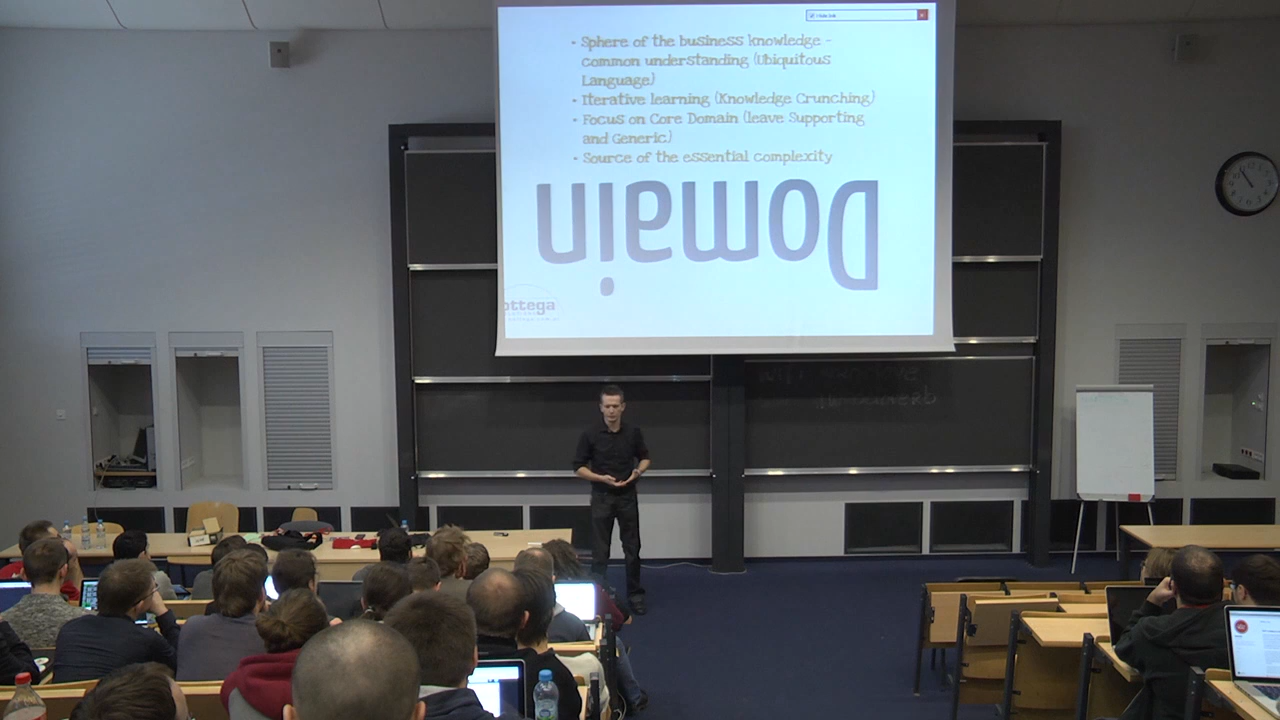 • Sphere of the business knowledge -
common understanding (Ubiquitous
Language)
• Iterative learning (Knowledge Crunching)
• Focus on Core Domain (leave Supporting
and Generic)
• Source of the essential complexity
Domain
ottega